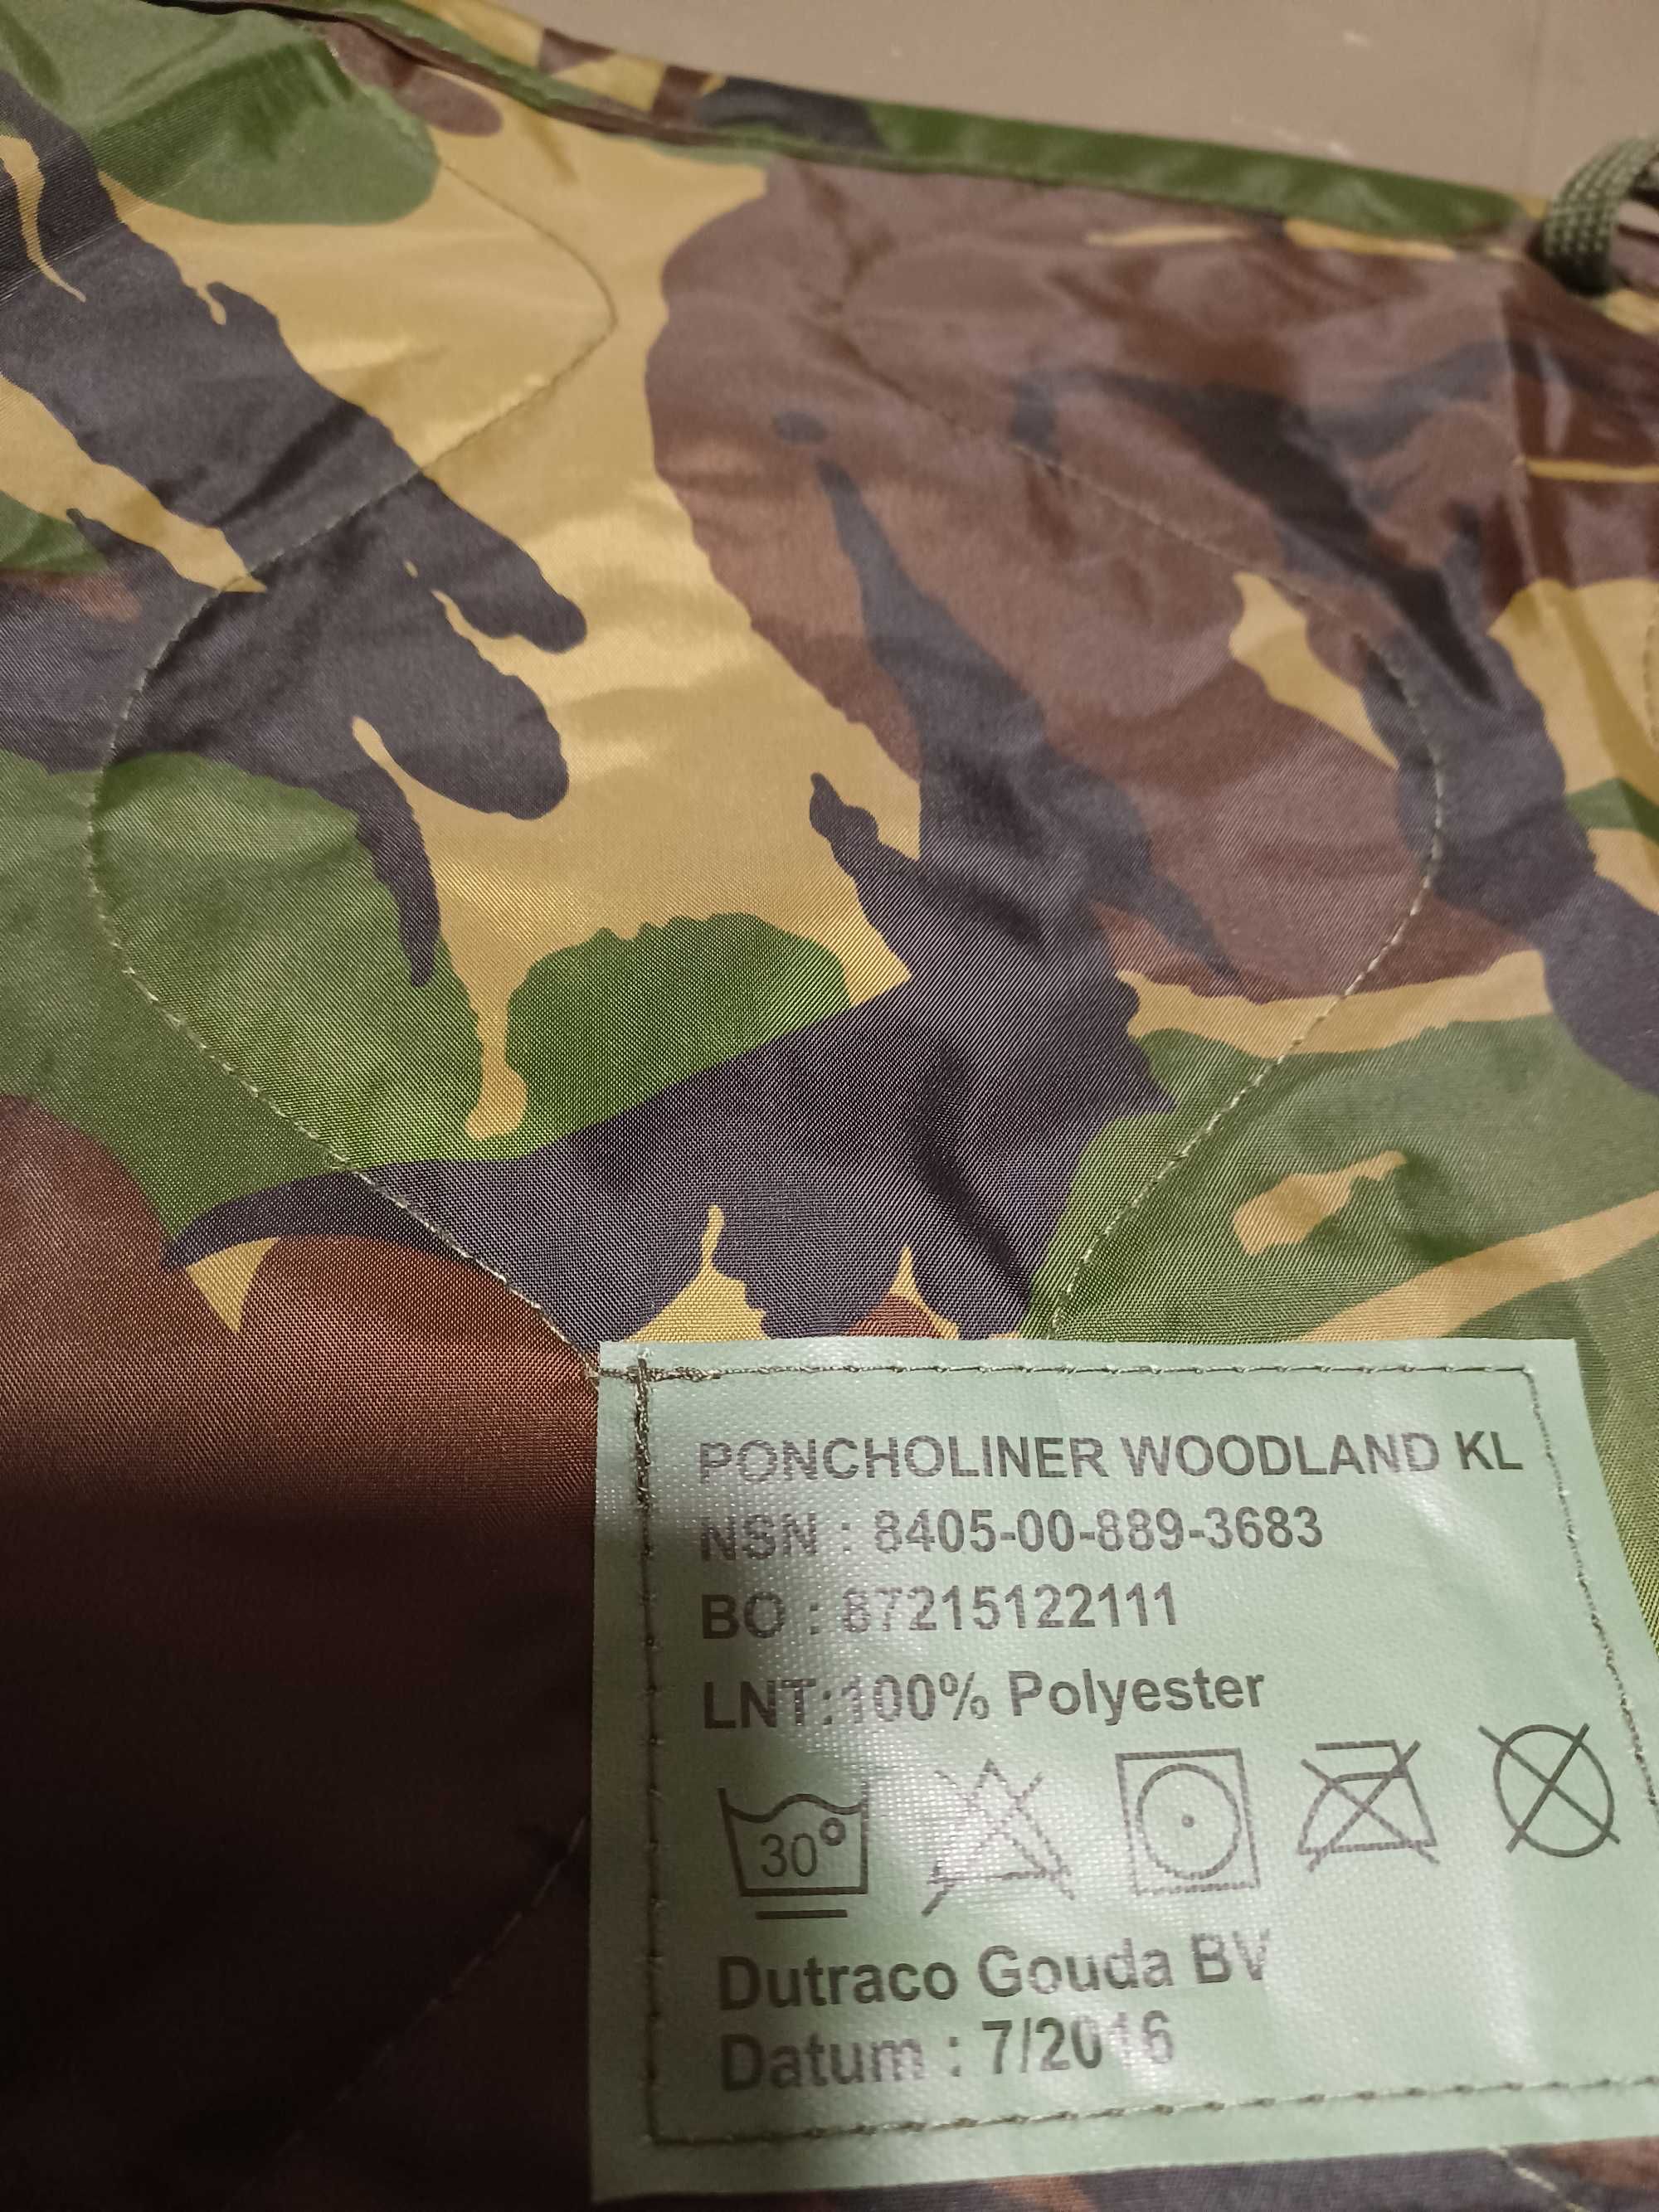 PONCHOLINER WOODLAND KL
NSN : 8405-00-889-3683
BO : 87215122111
LNT:100% Polyester
30°
Dutraco Gouda BV
Datum : 7/2016